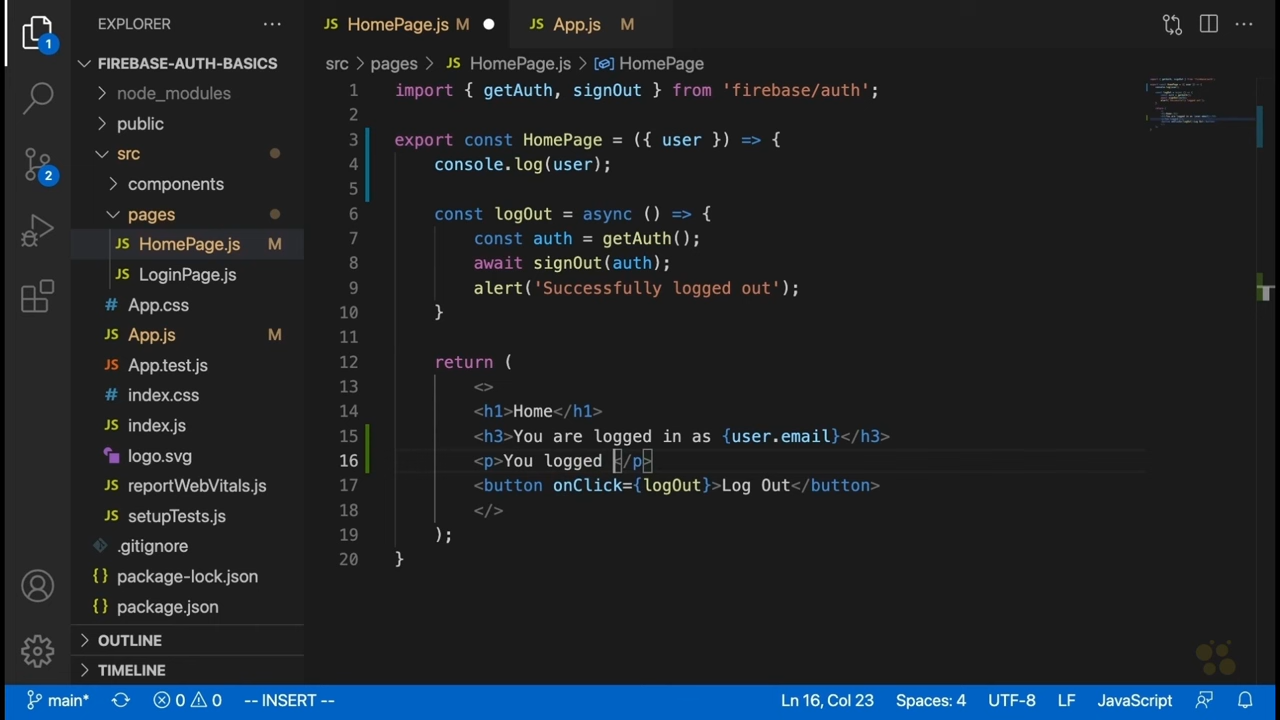 EXPLORER
HomePage.js M
App.js M
1
FIREBASE-AUTH-BASICS
node_modules
public
src
components
pages
HomePage.js M
LoginPage.js
App.css
App.js M
App.test.js
index.css
index.js
logo.svg
reportWebVitals.js
setupTests.js
.gitignore
package-lock.json
package.json
OUTLINE
TIMELINE
2
src > pages > JS HomePage.js > HomePage
1 import { getAuth, signOut } from 'firebase/auth';
2
3 export const HomePage = ({ user }) => {
4 console.log(user);
5
6 const logOut = async () => {
7 const auth = getAuth();
8 await signOut(auth);
9 alert('Successfully logged out');
10 }
11
12 return (
13 <>
14 <h1>Home</h1>
15 <h3>You are logged in as {user.email}</h3>
16 <p>You logged </p>
17 <button onClick={logOut}>Log Out</button>
18 </>
19 );
20 }
main* 0 0 -- INSERT -- Ln 16, Col 23 Spaces: 4 UTF-8 LF JavaScript